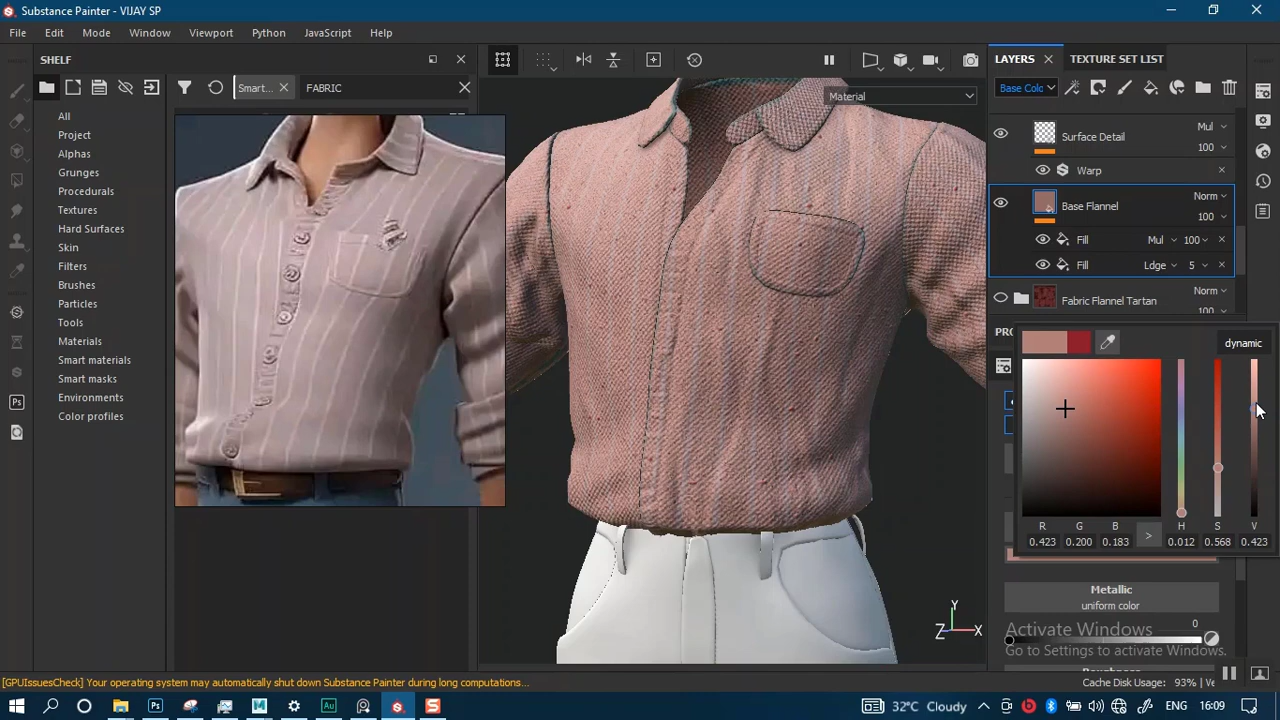 Substance Painter - VIJAY SP
File Edit Mode Window Viewport Python JavaScript Help
SHELF
LAYERS TEXTURE SET LIST
Smart... FABRIC
Base Colo
Material
All
Project
Alphas
Grunges
Procedurals
Textures
Hard Surfaces
Skin
Filters
Brushes
Particles
Tools
Materials
Smart materials
Smart masks
Environments
Color profiles
Ps
Surface Detail Mul
100
Warp
Base Flannel Norm
100
Fill Mul 100
Fill Ldge 5
Fabric Flannel Tartan Norm
100
dynamic
R G B H S V
0.423 0.200 0.183 > 0.012 0.568 0.423
Metallic
uniform color
0
Activate Windows
Go to Settings to activate Windows.
Y
Z X
[GPUIssuesCheck] Your operating system may automatically shut down Substance Painter during long computations...
Cache Disk Usage: 93% | Ve
Ps Au M S 32°C Cloudy ENG 16:09